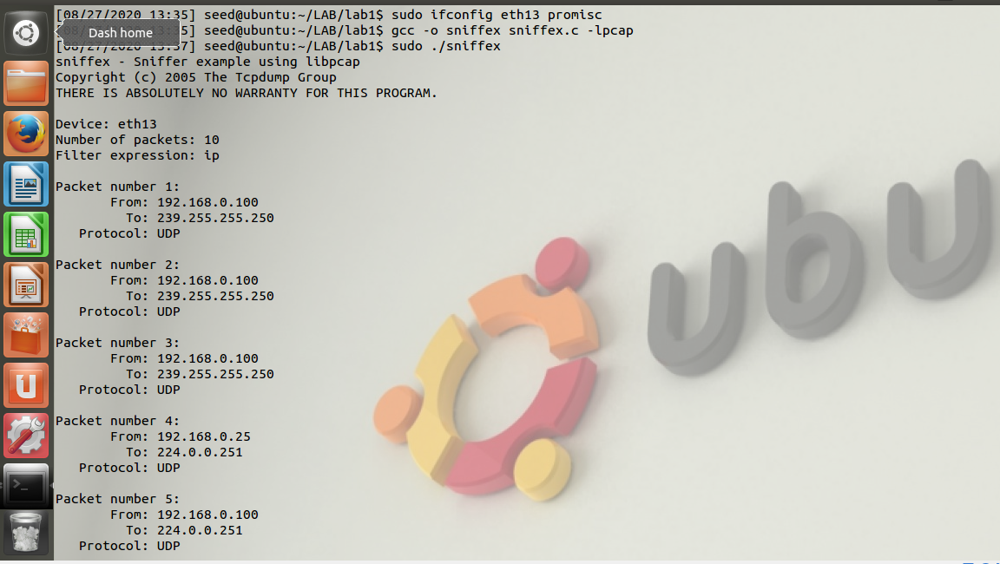 [08/27/2020 13:35] seed@ubuntu:~/LAB/lab1$ sudo ifconfig eth13 promisc
Dash home 5] seed@ubuntu:~/LAB/lab1$ gcc -o sniffex sniffex.c -lpcap
[08/27/2020 13:37] seed@ubuntu:~/LAB/lab1$ sudo ./sniffex
sniffex - Sniffer example using libpcap
Copyright (c) 2005 The Tcpdump Group
THERE IS ABSOLUTELY NO WARRANTY FOR THIS PROGRAM.
Device: eth13
Number of packets: 10
Filter expression: ip
Packet number 1:
From: 192.168.0.100
To: 239.255.255.250
Protocol: UDP
Packet number 2:
From: 192.168.0.100
To: 239.255.255.250
Protocol: UDP
Packet number 3:
From: 192.168.0.100
To: 239.255.255.250
Protocol: UDP
Packet number 4:
From: 192.168.0.25
To: 224.0.0.251
Protocol: UDP
Packet number 5:
From: 192.168.0.100
To: 224.0.0.251
Protocol: UDP
ubu